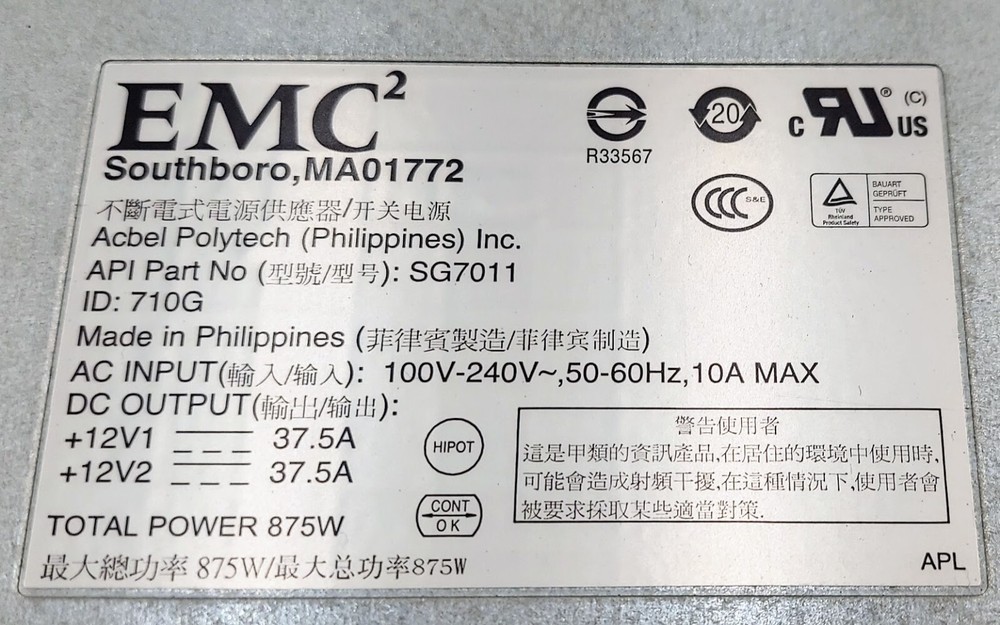 EMC²
Southboro,MA01772
不斷電式電源供應器/开关电源
Acbel Polytech (Philippines) Inc.
API Part No (型號/型号): SG7011
ID: 710G
Made in Philippines (菲律賓製造/菲律宾制造)
AC INPUT(輸入/输入): 100V-240V~,50-60Hz,10A MAX
DC OUTPUT(輸出/输出):
+12V1 37.5A
+12V2 37.5A
TOTAL POWER 875W
最大總功率 875W/最大总功率875W
R33567
20
c RU ® (C) US
CCC S&E
TÜV
Rheinland
Product Safety
BAUART
GEPRÜFT
TYPE
APPROVED
HIPOT
CONT
OK
警告使用者
這是甲類的資訊產品,在居住的環境中使用時,
可能會造成射頻干擾,在這種情況下,使用者會
被要求採取某些適當對策.
APL